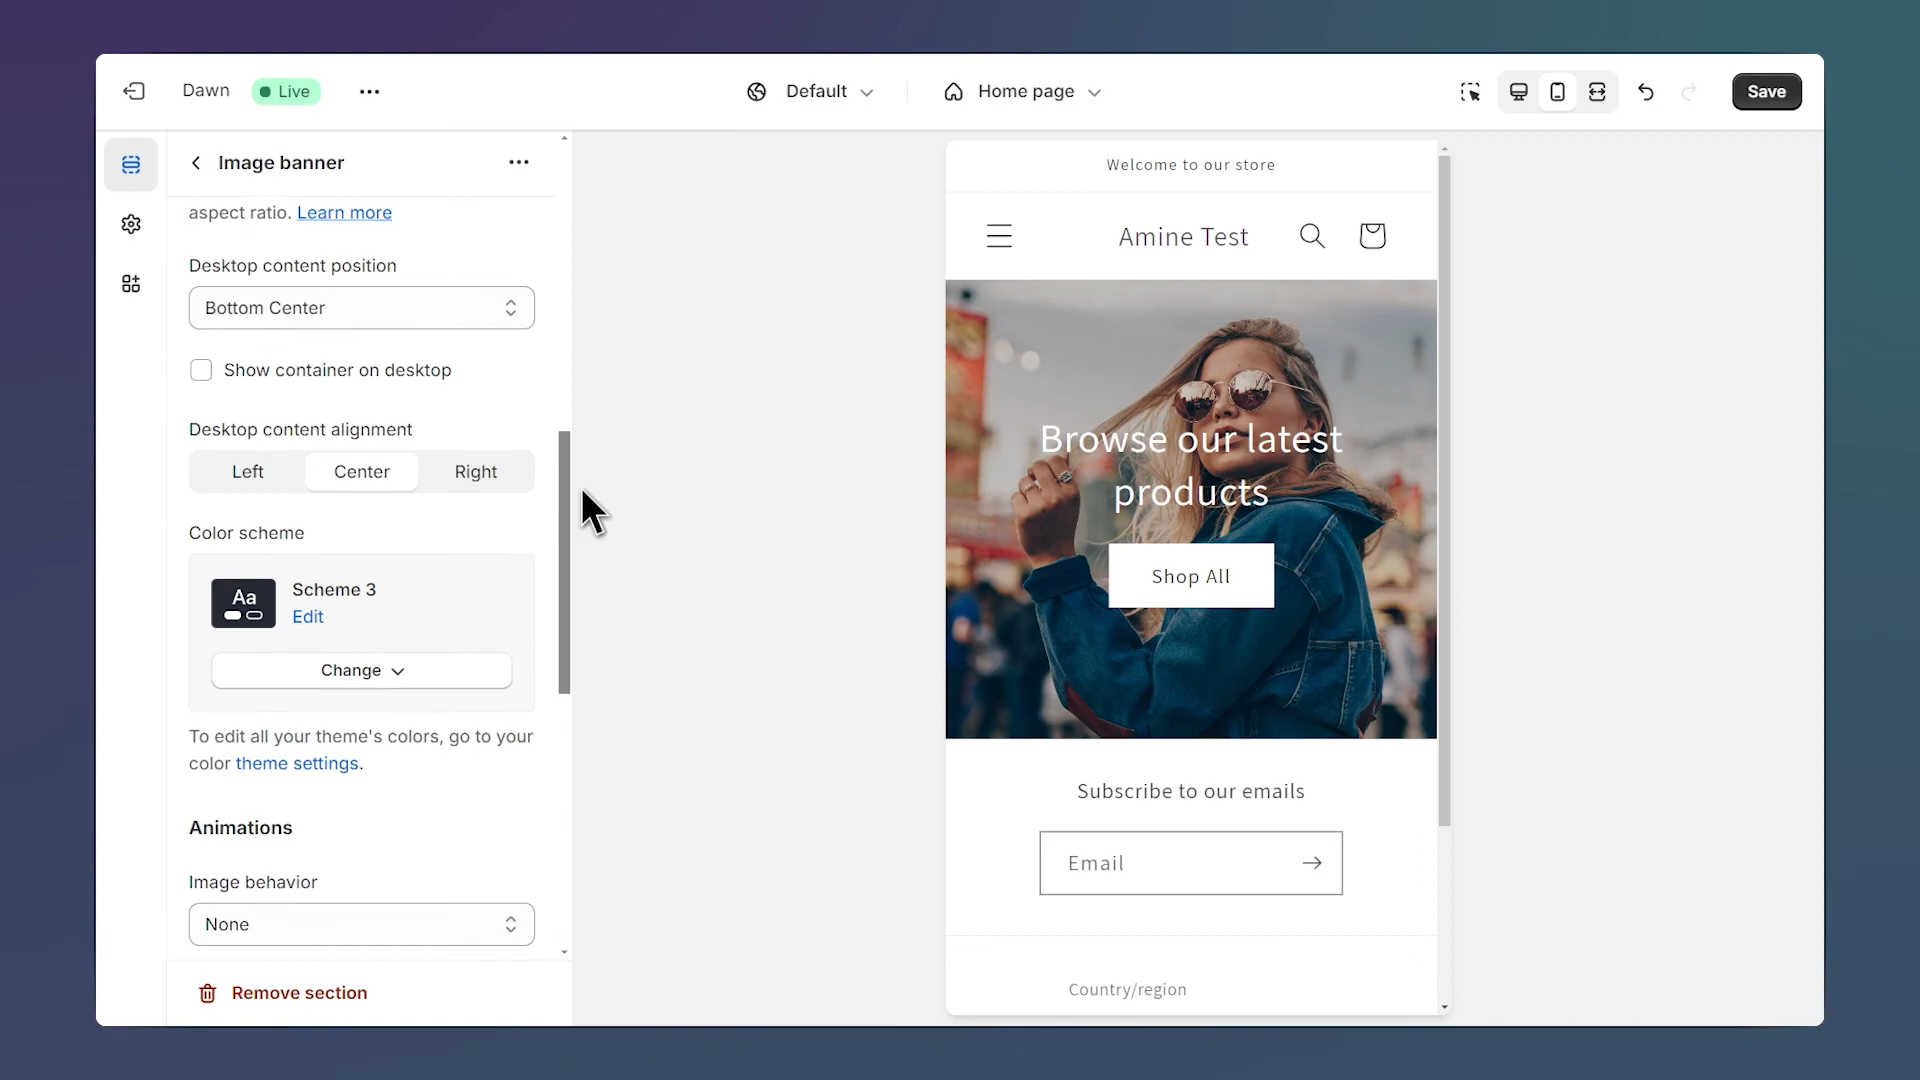 Dawn
Live
Default
Home page
Save
Image banner
aspect ratio. Learn more
Desktop content position
Bottom Center
Show container on desktop
Desktop content alignment
Left
Center
Right
Color scheme
Aa
Scheme 3
Edit
Change
To edit all your theme's colors, go to your
color theme settings.
Animations
Image behavior
None
Remove section
Welcome to our store
Amine Test
Browse our latest
products
Shop All
Subscribe to our emails
Email
Country/region